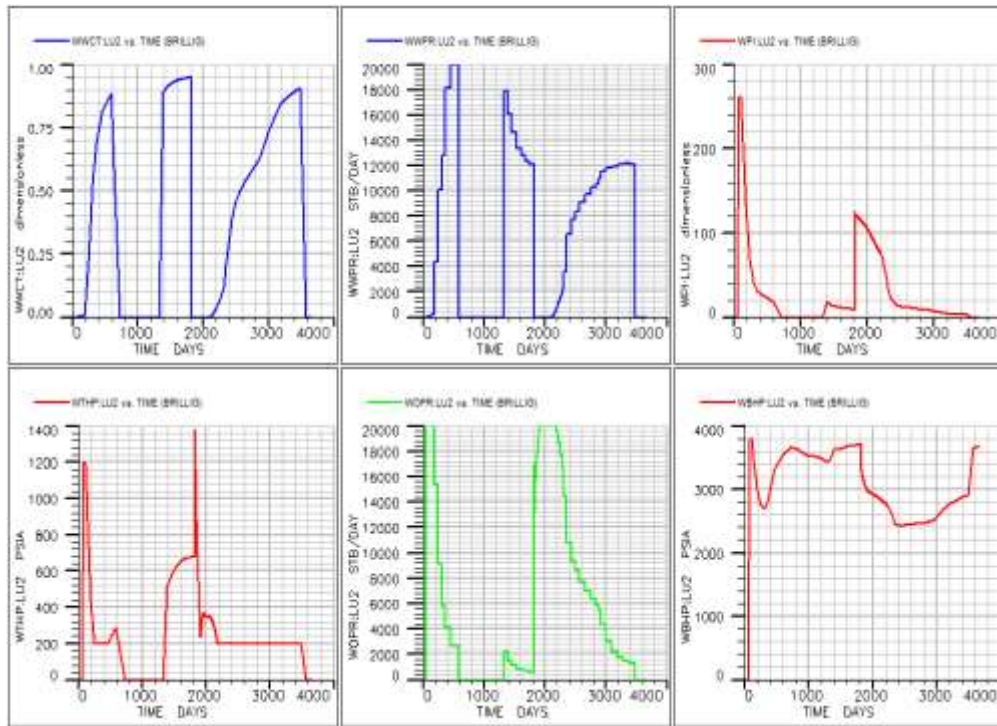 WWCT:LU2 vs. TIME (BRILLIG)
WWCT:LU2 dimensionless
1.00
0.75
0.50
0.25
0.00
0 1000 2000 3000 4000
TIME DAYS
WWPR:LU2 vs. TIME (BRILLIG)
WWPR:LU2 STB/DAY
20000
18000
16000
14000
12000
10000
8000
6000
4000
2000
0
0 1000 2000 3000 4000
TIME DAYS
WPI:LU2 vs. TIME (BRILLIG)
WPI:LU2 dimensionless
300
200
100
0
0 1000 2000 3000 4000
TIME DAYS
WTHP:LU2 vs. TIME (BRILLIG)
WTHP:LU2 PSIA
1400
1200
1000
800
600
400
200
0
0 1000 2000 3000 4000
TIME DAYS
WOPR:LU2 vs. TIME (BRILLIG)
WOPR:LU2 STB/DAY
20000
18000
16000
14000
12000
10000
8000
6000
4000
2000
0
0 1000 2000 3000 4000
TIME DAYS
WBHP:LU2 vs. TIME (BRILLIG)
WBHP:LU2 PSIA
4000
3000
2000
1000
0
0 1000 2000 3000 4000
TIME DAYS